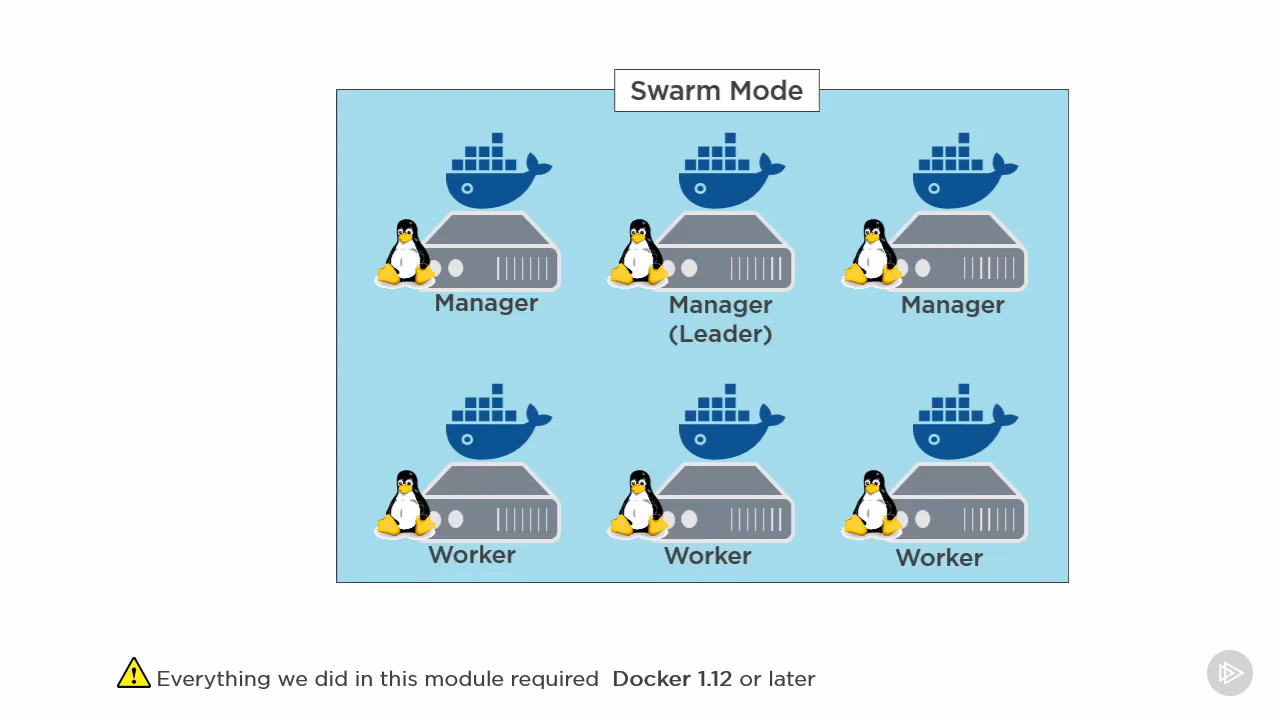 Swarm Mode
Manager
Manager
(Leader)
Manager
Worker
Worker
Worker
Everything we did in this module required Docker 1.12 or later